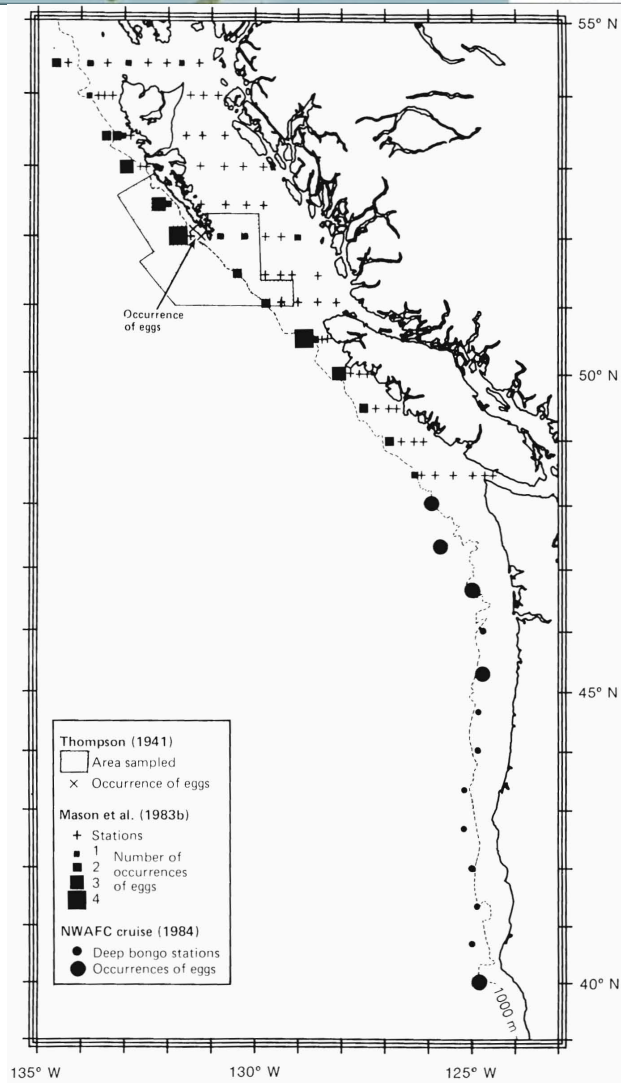 55° N
Occurrence
of eggs
50° N
45° N
Thompson (1941)
Area sampled
× Occurrence of eggs
Mason et al. (1983b)
+ Stations
1
2
3
4
Number of
occurrences
of eggs
NWAFC cruise (1984)
Deep bongo stations
Occurrences of eggs
1000 m
40° N
135° W
130° W
125° W